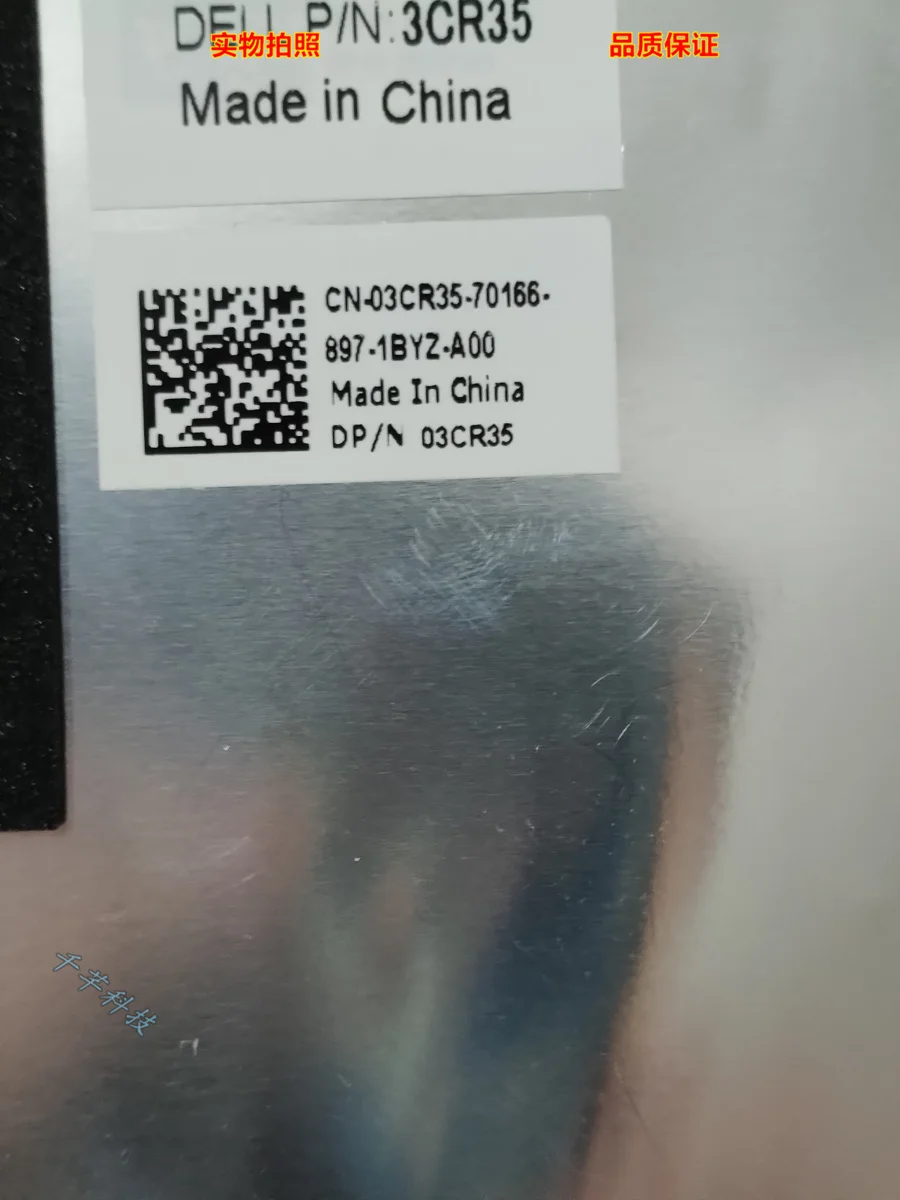 DELL P/N:3CR35
实物拍照
品质保证
Made in China
CN-03CR35-70166-
897-1BYZ-A00
Made In China
DP/N 03CR35
千芊科技